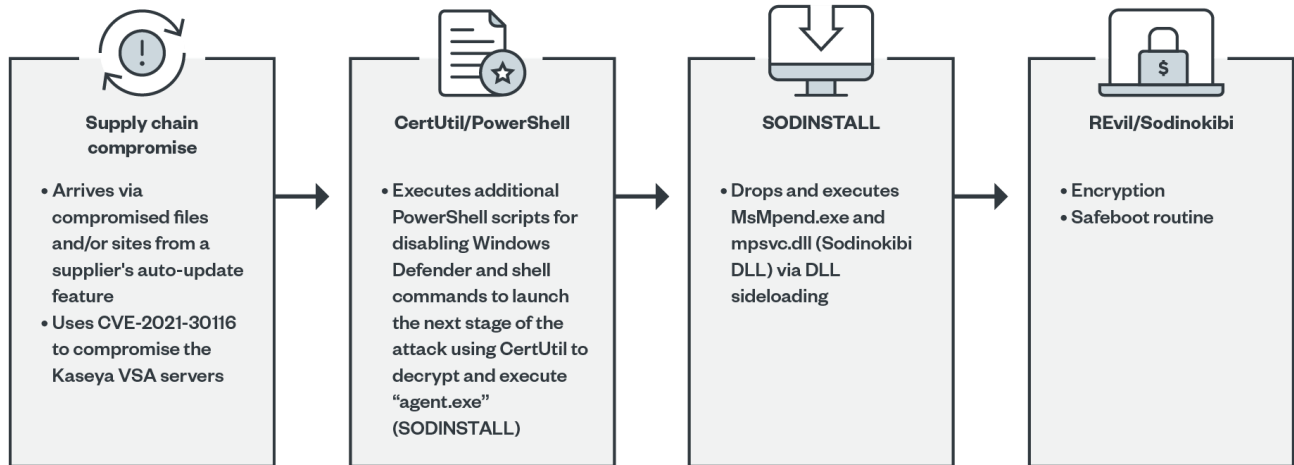 Supply chain
compromise
• Arrives via
compromised files
and/or sites from a
supplier's auto-update
feature
• Uses CVE-2021-30116
to compromise the
Kaseya VSA servers
CertUtil/PowerShell
• Executes additional
PowerShell scripts for
disabling Windows
Defender and shell
commands to launch
the next stage of the
attack using CertUtil to
decrypt and execute
“agent.exe”
(SODINSTALL)
SODINSTALL
• Drops and executes
MsMpend.exe and
mpsvc.dll (Sodinokibi
DLL) via DLL
sideloading
$
REvil/Sodinokibi
• Encryption
• Safeboot routine